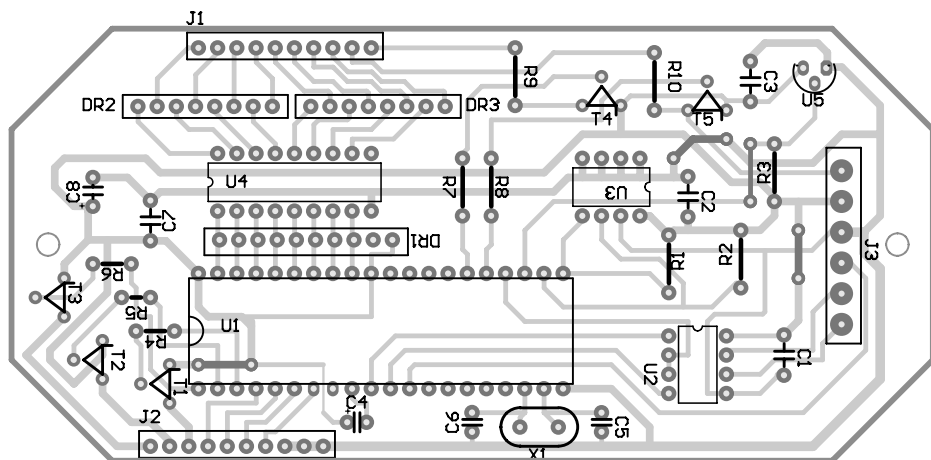 J1
R9
R10
C3
U5
DR2
DR3
T4
T5
U4
R7
R8
U3
C2
R3
C8
+
C7
DR1
R1
R2
J3
R6
T3
R5
R4
U1
T2
T1
U2
C1
J2
C4
+
C6
X1
C5